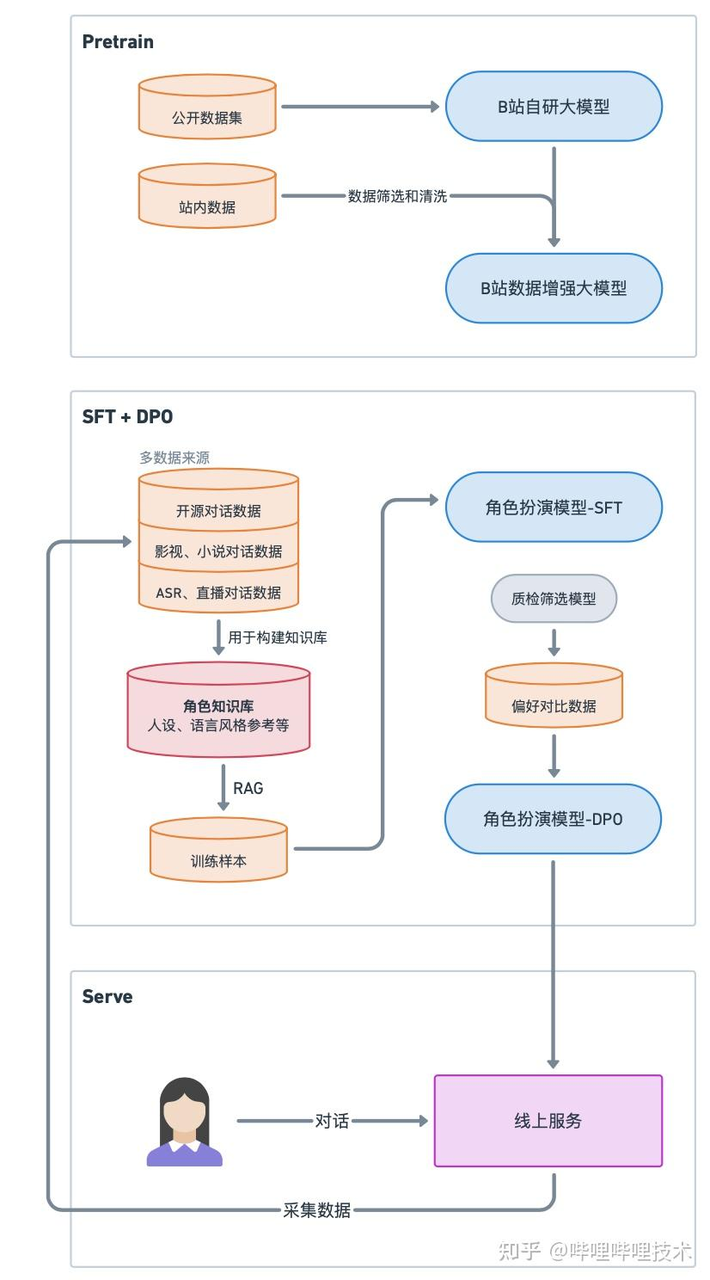 Pretrain
公开数据集
B站自研大模型
站内数据
数据筛选和清洗
B站数据增强大模型
SFT + DPO
多数据来源
开源对话数据
影视、小说对话数据
ASR、直播对话数据
用于构建知识库
角色知识库
人设、语言风格参考等
RAG
训练样本
角色扮演模型-SFT
质检筛选模型
偏好对比数据
角色扮演模型-DPO
Serve
对话
线上服务
采集数据
知乎 @哔哩哔哩技术